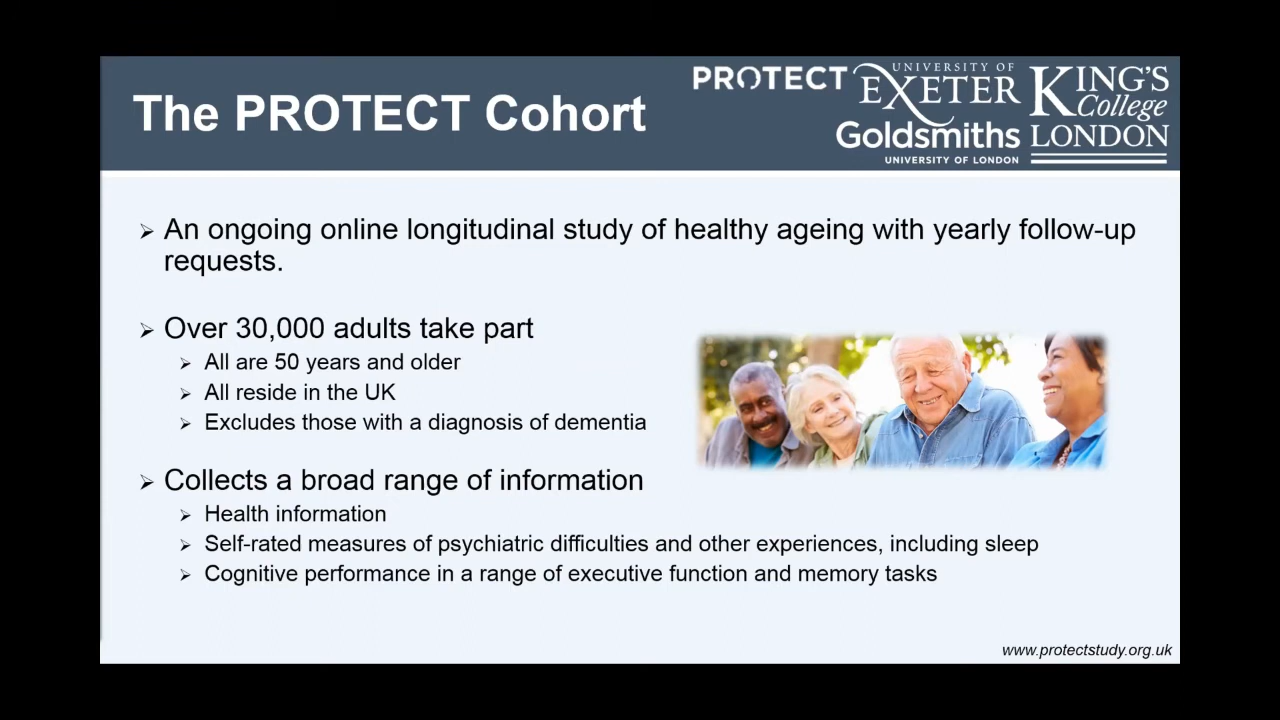 The PROTECT Cohort
PROTECT
UNIVERSITY OF
EXETER
Goldsmiths
UNIVERSITY OF LONDON
KING'S
College
LONDON
➢ An ongoing online longitudinal study of healthy ageing with yearly follow-up
requests.
➢ Over 30,000 adults take part
➢ All are 50 years and older
➢ All reside in the UK
➢ Excludes those with a diagnosis of dementia
➢ Collects a broad range of information
➢ Health information
➢ Self-rated measures of psychiatric difficulties and other experiences, including sleep
➢ Cognitive performance in a range of executive function and memory tasks
www.protectstudy.org.uk